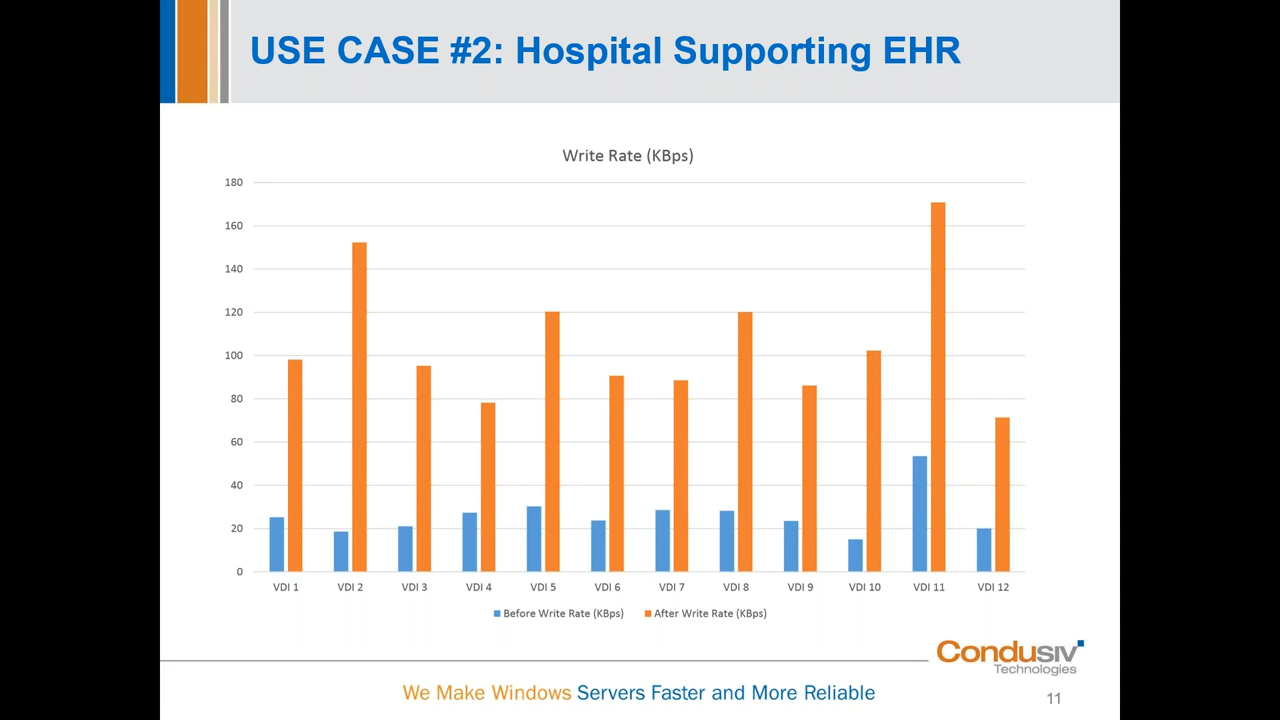 USE CASE #2: Hospital Supporting EHR
Write Rate (KBps)
180
160
140
120
100
80
60
40
20
0
VDI 1 VDI 2 VDI 3 VDI 4 VDI 5 VDI 6 VDI 7 VDI 8 VDI 9 VDI 10 VDI 11 VDI 12
Before Write Rate (KBps) After Write Rate (KBps)
Condusiv
Technologies
We Make Windows Servers Faster and More Reliable
11